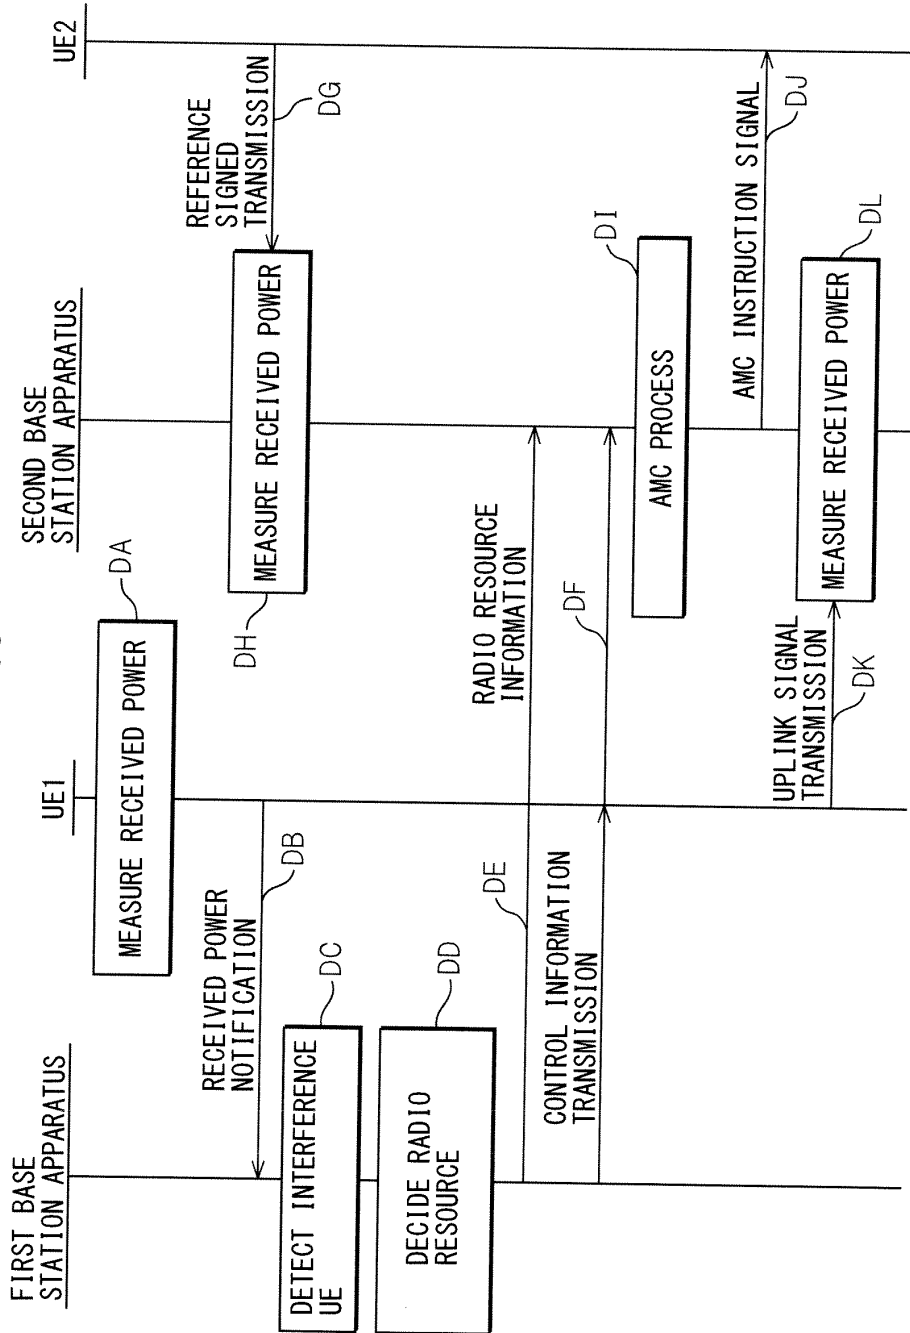 FIRST BASE
STATION APPARATUS
UE1
SECOND BASE
STATION APPARATUS
UE2
MEASURE RECEIVED POWER
DA
RECEIVED POWER
NOTIFICATION
DB
REFERENCE
SIGNED
TRANSMISSION
DG
MEASURE RECEIVED POWER
DH
DETECT INTERFERENCE
UE
DC
DECIDE RADIO
RESOURCE
DD
RADIO RESOURCE
INFORMATION
DE
CONTROL INFORMATION
TRANSMISSION
DF
AMC PROCESS
DI
AMC INSTRUCTION SIGNAL
DJ
UPLINK SIGNAL
TRANSMISSION
DK
MEASURE RECEIVED POWER
DL